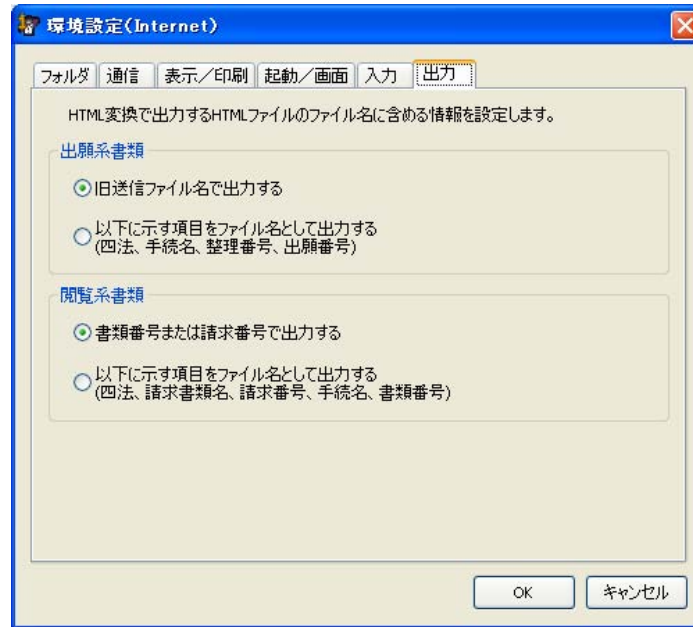 環境設定(Internet)
フォルダ 通信 表示／印刷 起動／画面 入力 出力
HTML変換で出力するHTMLファイルのファイル名に含める情報を設定します。
出願系書類
旧送信ファイル名で出力する
以下に示す項目をファイル名として出力する
(四法、手続名、整理番号、出願番号)
閲覧系書類
書類番号または請求番号で出力する
以下に示す項目をファイル名として出力する
(四法、請求書類名、請求番号、手続名、書類番号)
OK キャンセル